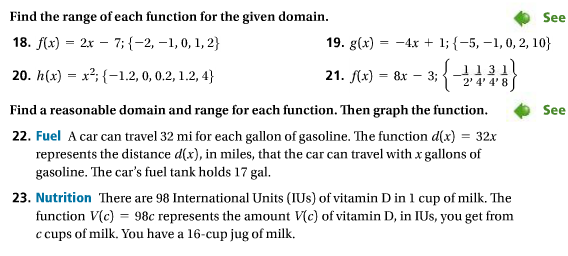 Find the range of each function for the given domain. See
18. f(x) = 2x − 7; {−2, −1, 0, 1, 2} 19. g(x) = −4x + 1; {−5, −1, 0, 2, 10}
20. h(x) = x²; {−1.2, 0, 0.2, 1.2, 4} 21. f(x) = 8x − 3; {−1/2, 1/4, 3/4, 1/8}
Find a reasonable domain and range for each function. Then graph the function. See
22. Fuel A car can travel 32 mi for each gallon of gasoline. The function d(x) = 32x
represents the distance d(x), in miles, that the car can travel with x gallons of
gasoline. The car's fuel tank holds 17 gal.
23. Nutrition There are 98 International Units (IUs) of vitamin D in 1 cup of milk. The
function V(c) = 98c represents the amount V(c) of vitamin D, in IUs, you get from
c cups of milk. You have a 16-cup jug of milk.